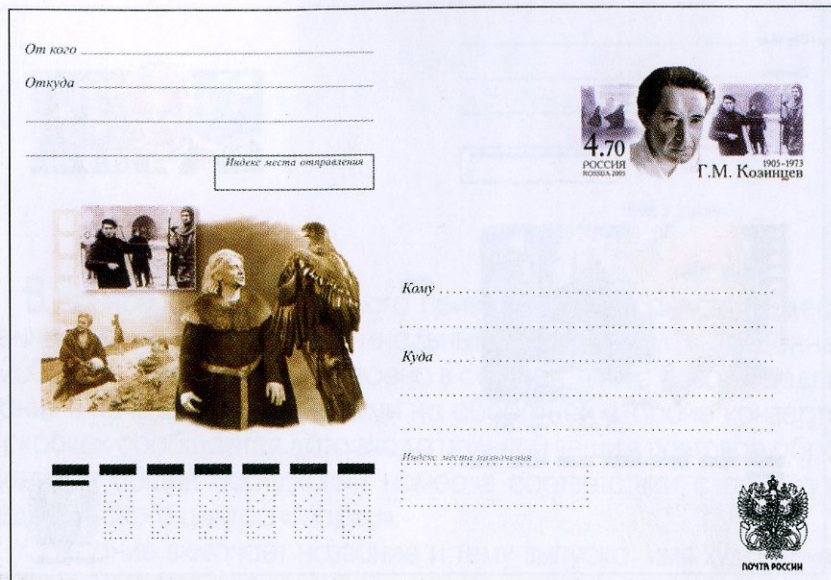 От кого
Откуда
Индекс места отправления
4.70
РОССИЯ
ROSSIJA 2005
1905-1973
Г.М. Козинцев
Кому
Куда
Индекс места назначения
ПОЧТА РОССИИ